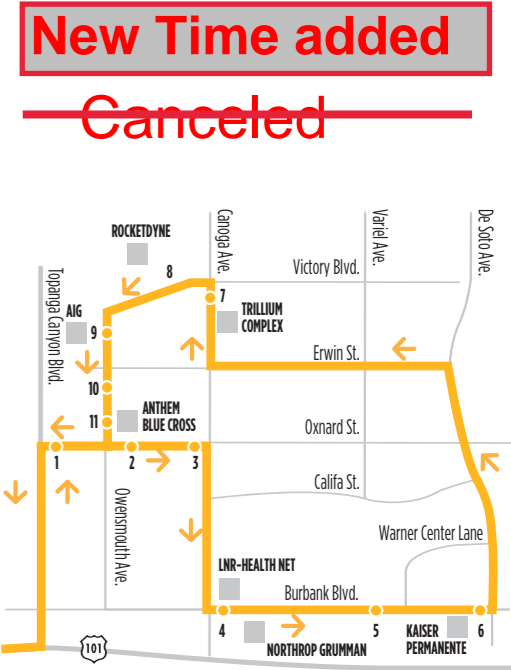 New Time added
Canceled
Canoga Ave.
Variel Ave.
De Soto Ave.
ROCKETDYNE
8
Victory Blvd.
Topanga Canyon Blvd.
AIG
9
7
TRILLIUM
COMPLEX
Erwin St.
10
11
ANTHEM
BLUE CROSS
Oxnard St.
1
2
3
Califa St.
Owensmouth Ave.
Warner Center Lane
LNR-HEALTH NET
Burbank Blvd.
4
5
6
NORTHROP GRUMMAN
KAISER
PERMANENTE
101